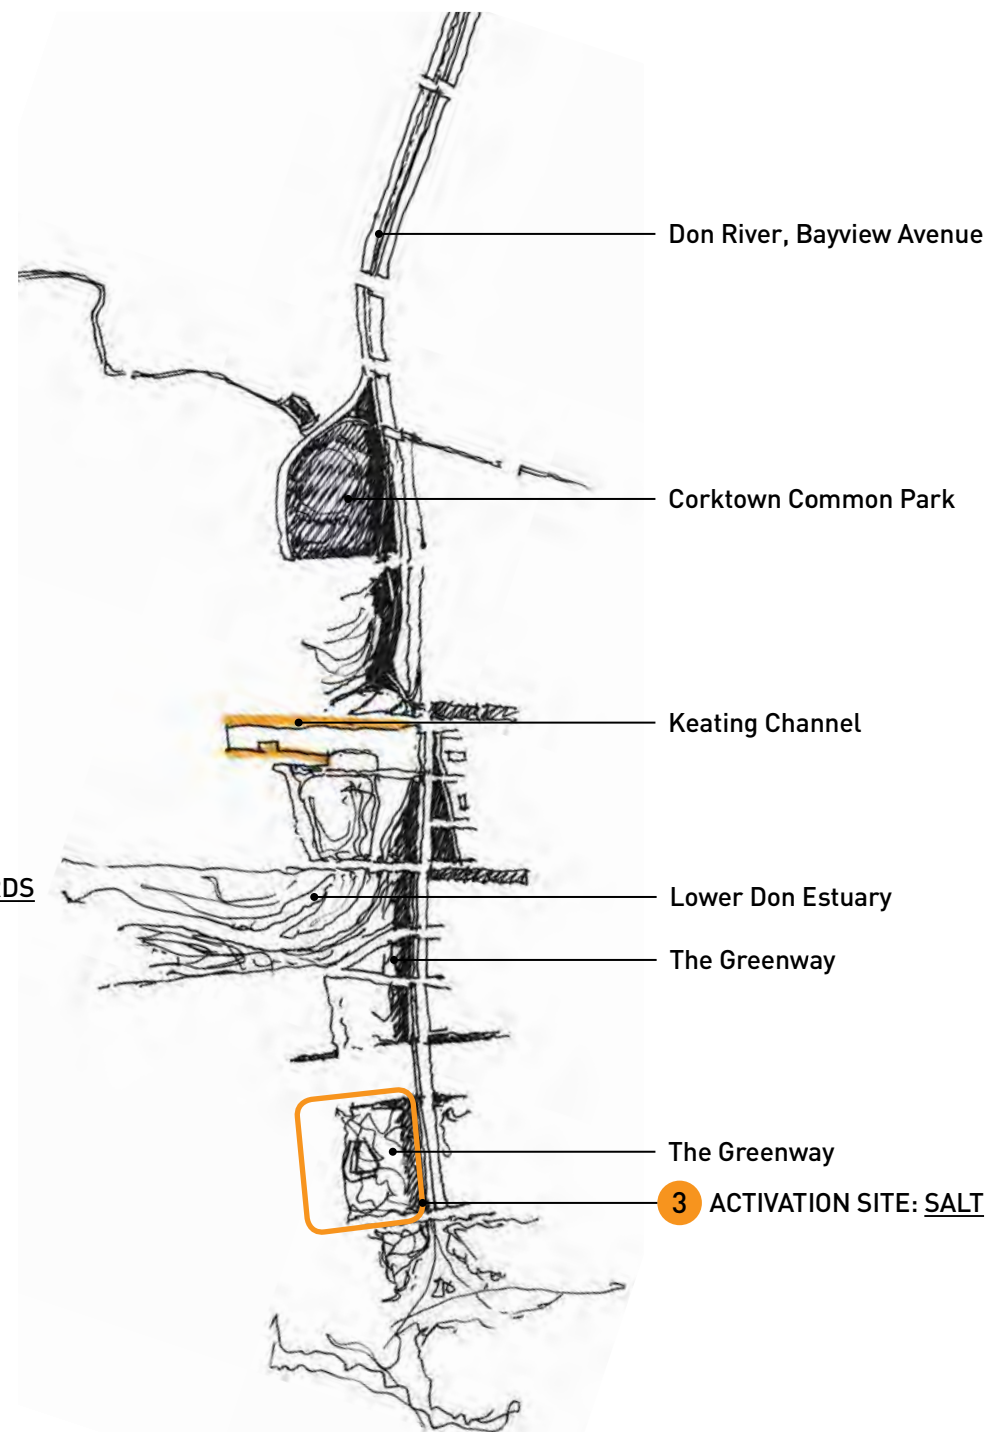 Don River, Bayview Avenue
Corktown Common Park
Keating Channel
RDS
Lower Don Estuary
The Greenway
The Greenway
3 ACTIVATION SITE: SALT